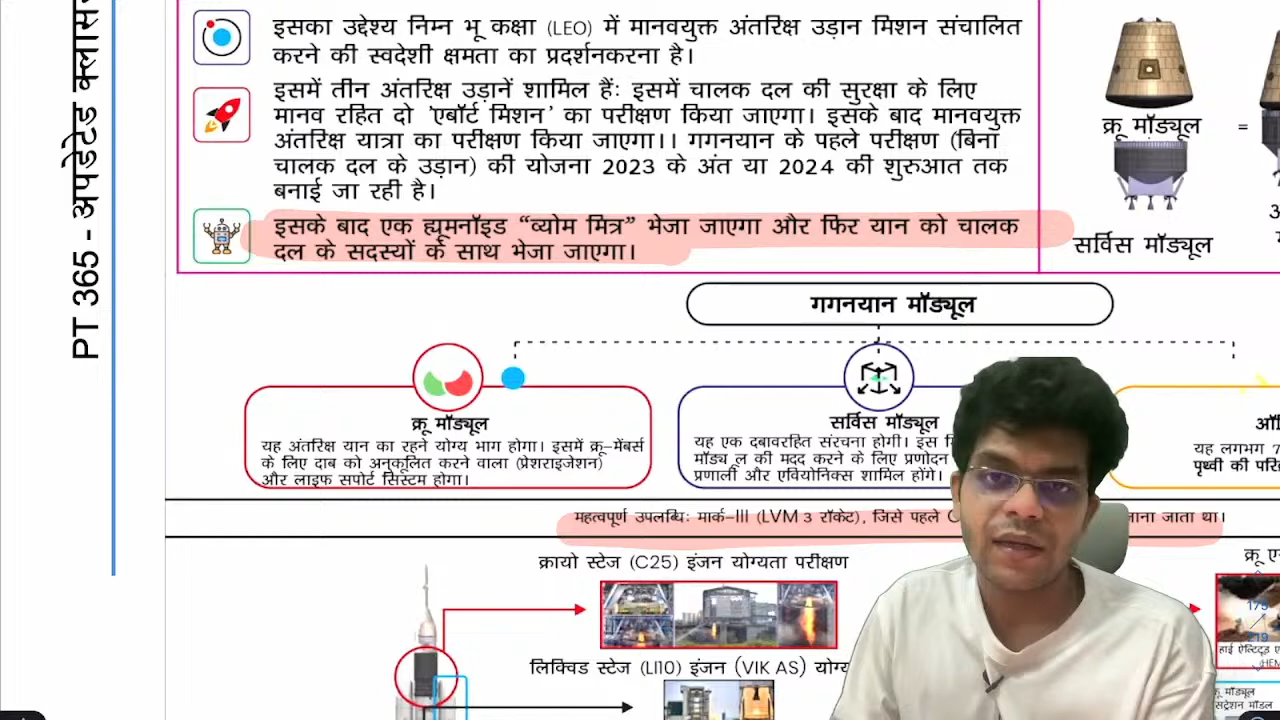 PT 365 - अपडेटेड क्लास
इसका उद्देश्य निम्न भू कक्षा (LEO) में मानवयुक्त अंतरिक्ष उड़ान मिशन संचालित
करने की स्वदेशी क्षमता का प्रदर्शनकरना है।
इसमें तीन अंतरिक्ष उड़ानें शामिल हैं: इसमें चालक दल की सुरक्षा के लिए
मानव रहित दो 'एबॉर्ट मिशन' का परीक्षण किया जाएगा। इसके बाद मानवयुक्त
अंतरिक्ष यात्रा का परीक्षण किया जाएगा।। गगनयान के पहले परीक्षण (बिना
चालक दल के उड़ान) की योजना 2023 के अंत या 2024 की शुरुआत तक
बनाई जा रही है।
इसके बाद एक ह्यूमनॉइड “व्योम मित्र” भेजा जाएगा और फिर यान को चालक
दल के सदस्यों के साथ भेजा जाएगा।
क्रू मॉड्यूल
=
सर्विस मॉड्यूल
गगनयान मॉड्यूल
क्रू मॉड्यूल
यह अंतरिक्ष यान का रहने योग्य भाग होगा। इसमें क्रू-मेंबर्स
के लिए दाब को अनुकूलित करने वाला (प्रेशराइजेशन)
और लाइफ सपोर्ट सिस्टम होगा।
सर्विस मॉड्यूल
यह एक दबावरहित संरचना होगी। इस
मॉड्यू ल की मदद करने के लिए प्रणोदन
प्रणाली और एवियोनिक्स शामिल होंगे।
यह लगभग 7
पृथ्वी की
महत्वपूर्ण उपलब्धि: मार्क-III (LVM 3 रॉकेट), जिसे पहले जाना जाता था।
क्रायो स्टेज (C25) इंजन योग्यता परीक्षण
क्रू
लिक्विड स्टेज (L110) इंजन (VIK AS)
हाई ऐल्टिट्यूड